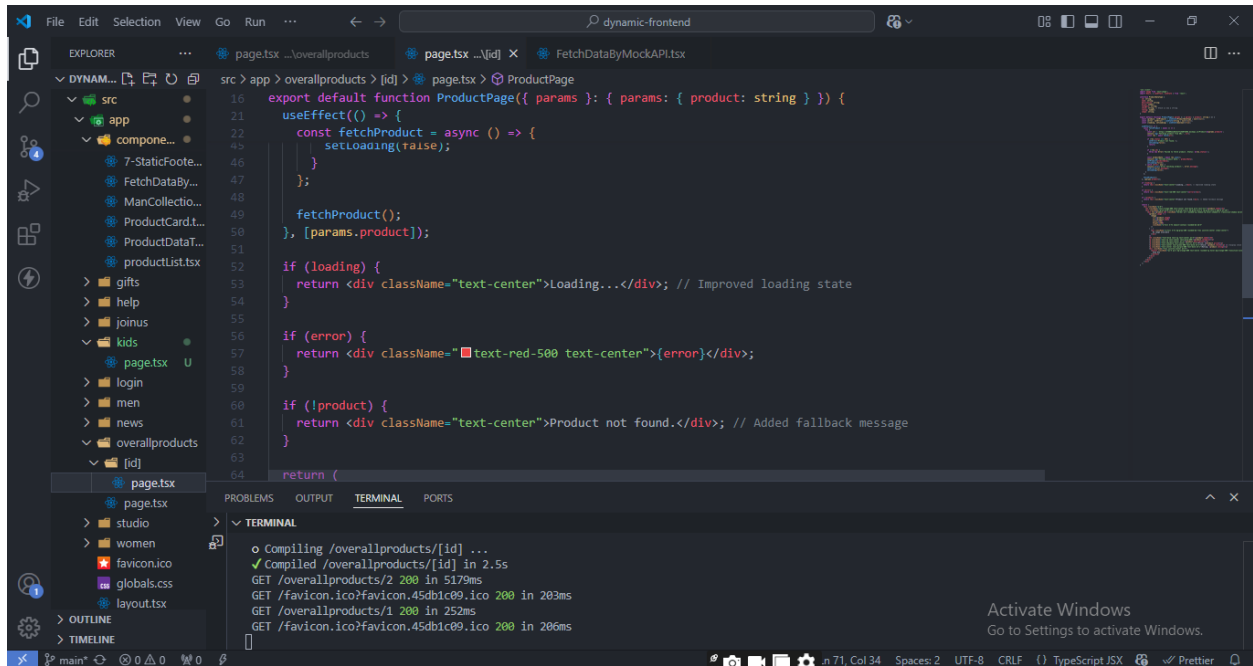 File Edit Selection View Go Run ··· dynamic-frontend
EXPLORER ··· page.tsx ...\overallproducts page.tsx ...\[id] FetchDataByMockAPI.tsx
DYNAM... src > app > overallproducts > [id] > page.tsx > ProductPage
src
app
compone...
7-StaticFoote...
FetchDataBy...
ManCollectio...
ProductCard.t...
ProductDataT...
productList.tsx
gifts
help
joinus
kids
page.tsx U
login
men
news
overallproducts
[id]
page.tsx
page.tsx
studio
women
favicon.ico
globals.css
layout.tsx
OUTLINE
TIMELINE
16 export default function ProductPage({ params }: { params: { product: string } }) {
21 useEffect(() => {
22 const fetchProduct = async () => {
45 setLoading(false);
46 }
47 };
48
49 fetchProduct();
50 }, [params.product]);
51
52 if (loading) {
53 return <div className="text-center">Loading...</div>; // Improved loading state
54 }
55
56 if (error) {
57 return <div className="text-red-500 text-center">{error}</div>;
58 }
59
60 if (!product) {
61 return <div className="text-center">Product not found.</div>; // Added fallback message
62 }
63
64 return (
PROBLEMS OUTPUT TERMINAL PORTS
TERMINAL
Compiling /overallproducts/[id] ...
✓ Compiled /overallproducts/[id] in 2.5s
GET /overallproducts/2 200 in 5179ms
GET /favicon.ico?favicon.45db1c09.ico 200 in 203ms
GET /overallproducts/1 200 in 252ms
GET /favicon.ico?favicon.45db1c09.ico 200 in 206ms
Activate Windows
Go to Settings to activate Windows.
4
1
main* 0 0 0 n 71, Col 34 Spaces: 2 UTF-8 CRLF {} TypeScript JSX Prettier